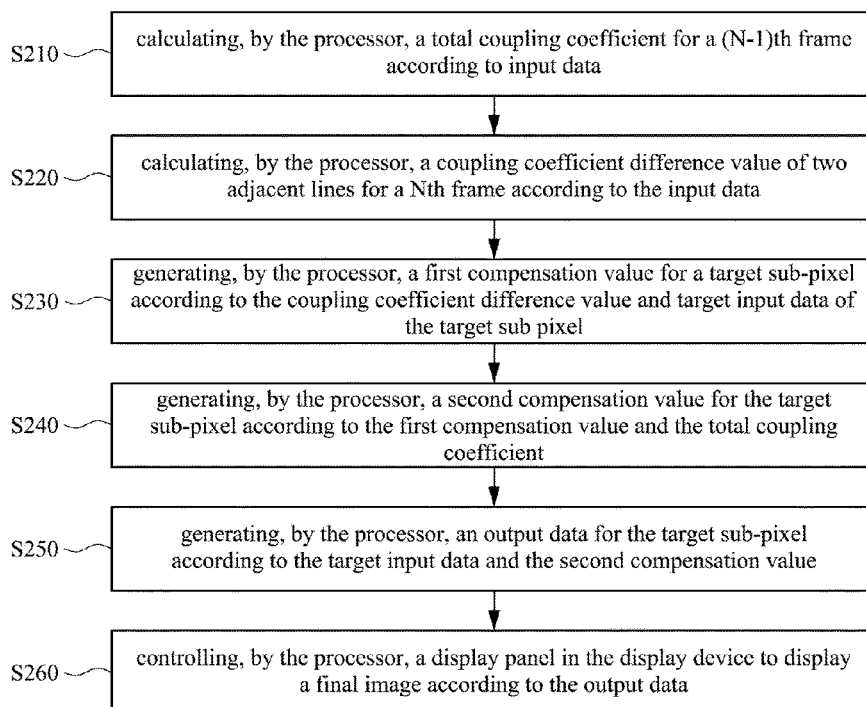 S210
calculating, by the processor, a total coupling coefficient for a (N-1)th frame
according to input data
S220
calculating, by the processor, a coupling coefficient difference value of two
adjacent lines for a Nth frame according to the input data
S230
generating, by the processor, a first compensation value for a target sub-pixel
according to the coupling coefficient difference value and target input data of
the target sub pixel
S240
generating, by the processor, a second compensation value for the target
sub-pixel according to the first compensation value and the total coupling
coefficient
S250
generating, by the processor, an output data for the target sub-pixel
according to the target input data and the second compensation value
S260
controlling, by the processor, a display panel in the display device to display
a final image according to the output data